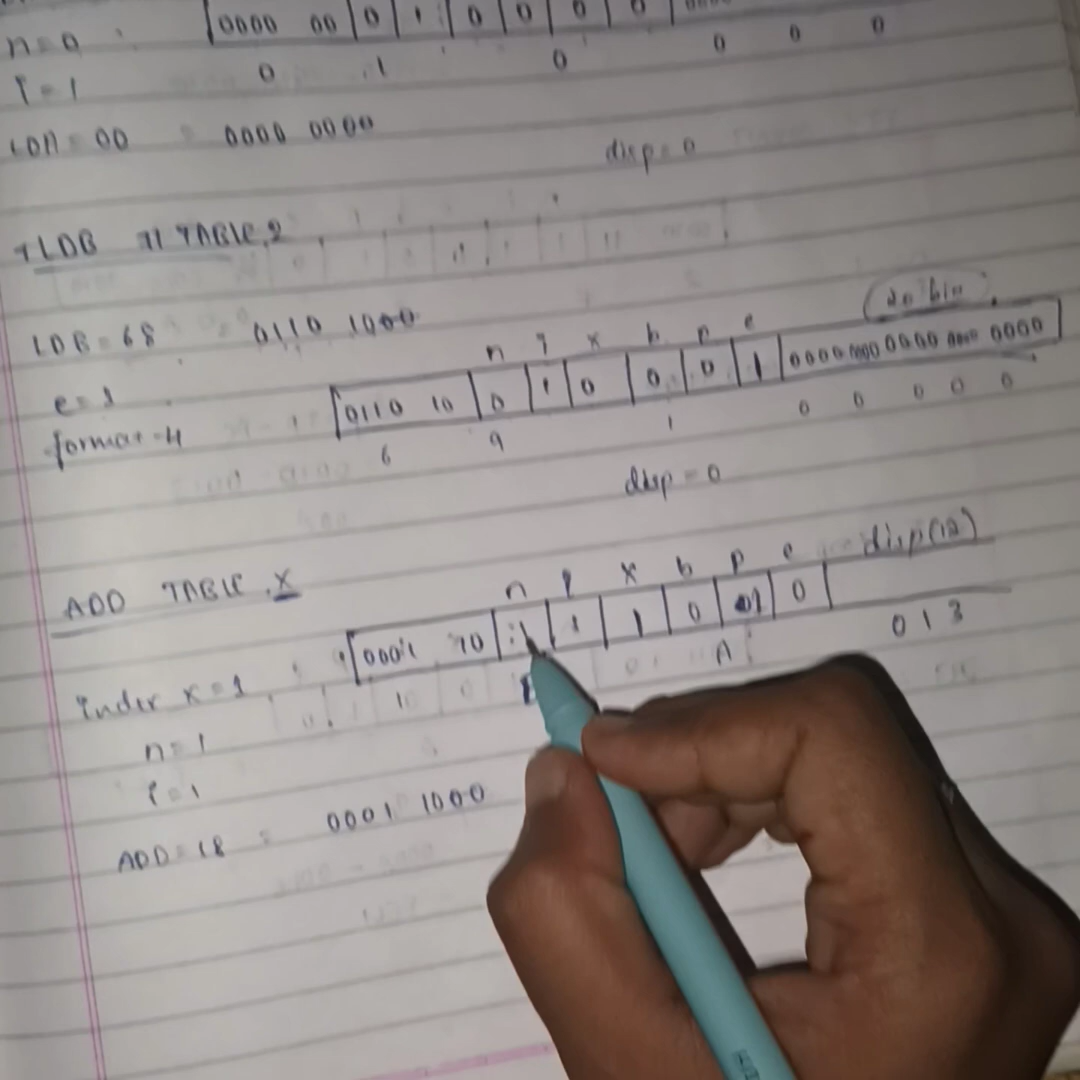 n=0 0000 00 0 1 0 0 0 0
i=1 0 1 0 0 0 0
LDA=00 0000 0000
disp=0
+LDB # TABLE2
20 bin
LDB=68 = 0110 1000
n i x b p e
e=1 0110 10 0 1 0 0 0 1 0000 0000 0000 0000 0000
format-4 6 9 1 0 0 0 0 0
disp=0
ADD TABLE,X
n i x b p e disp(12)
0001 10 1 1 1 0 1 0
A 013
index x=1
n=1
i=1
ADD=18 = 0001 1000